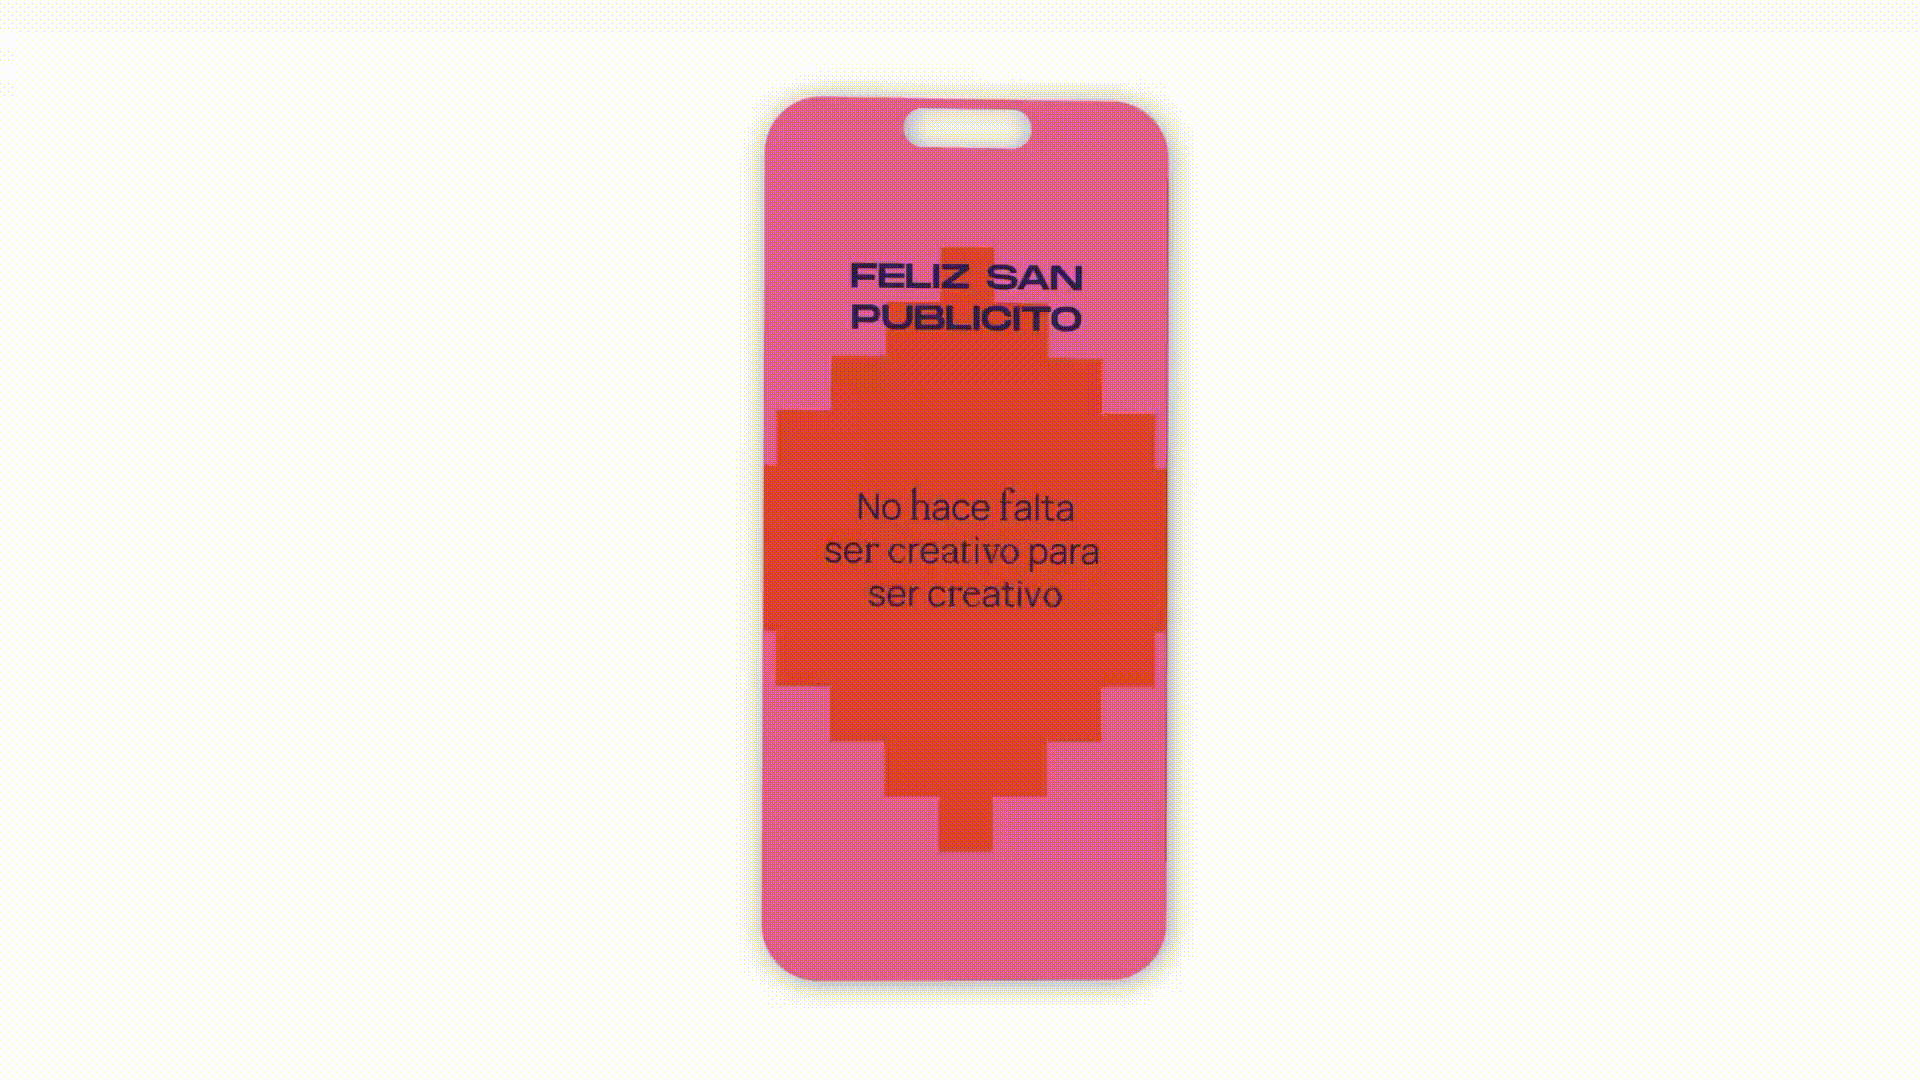 FELIZ SAN
PUBLICITO
No hace falta
ser creativo para
ser creativo